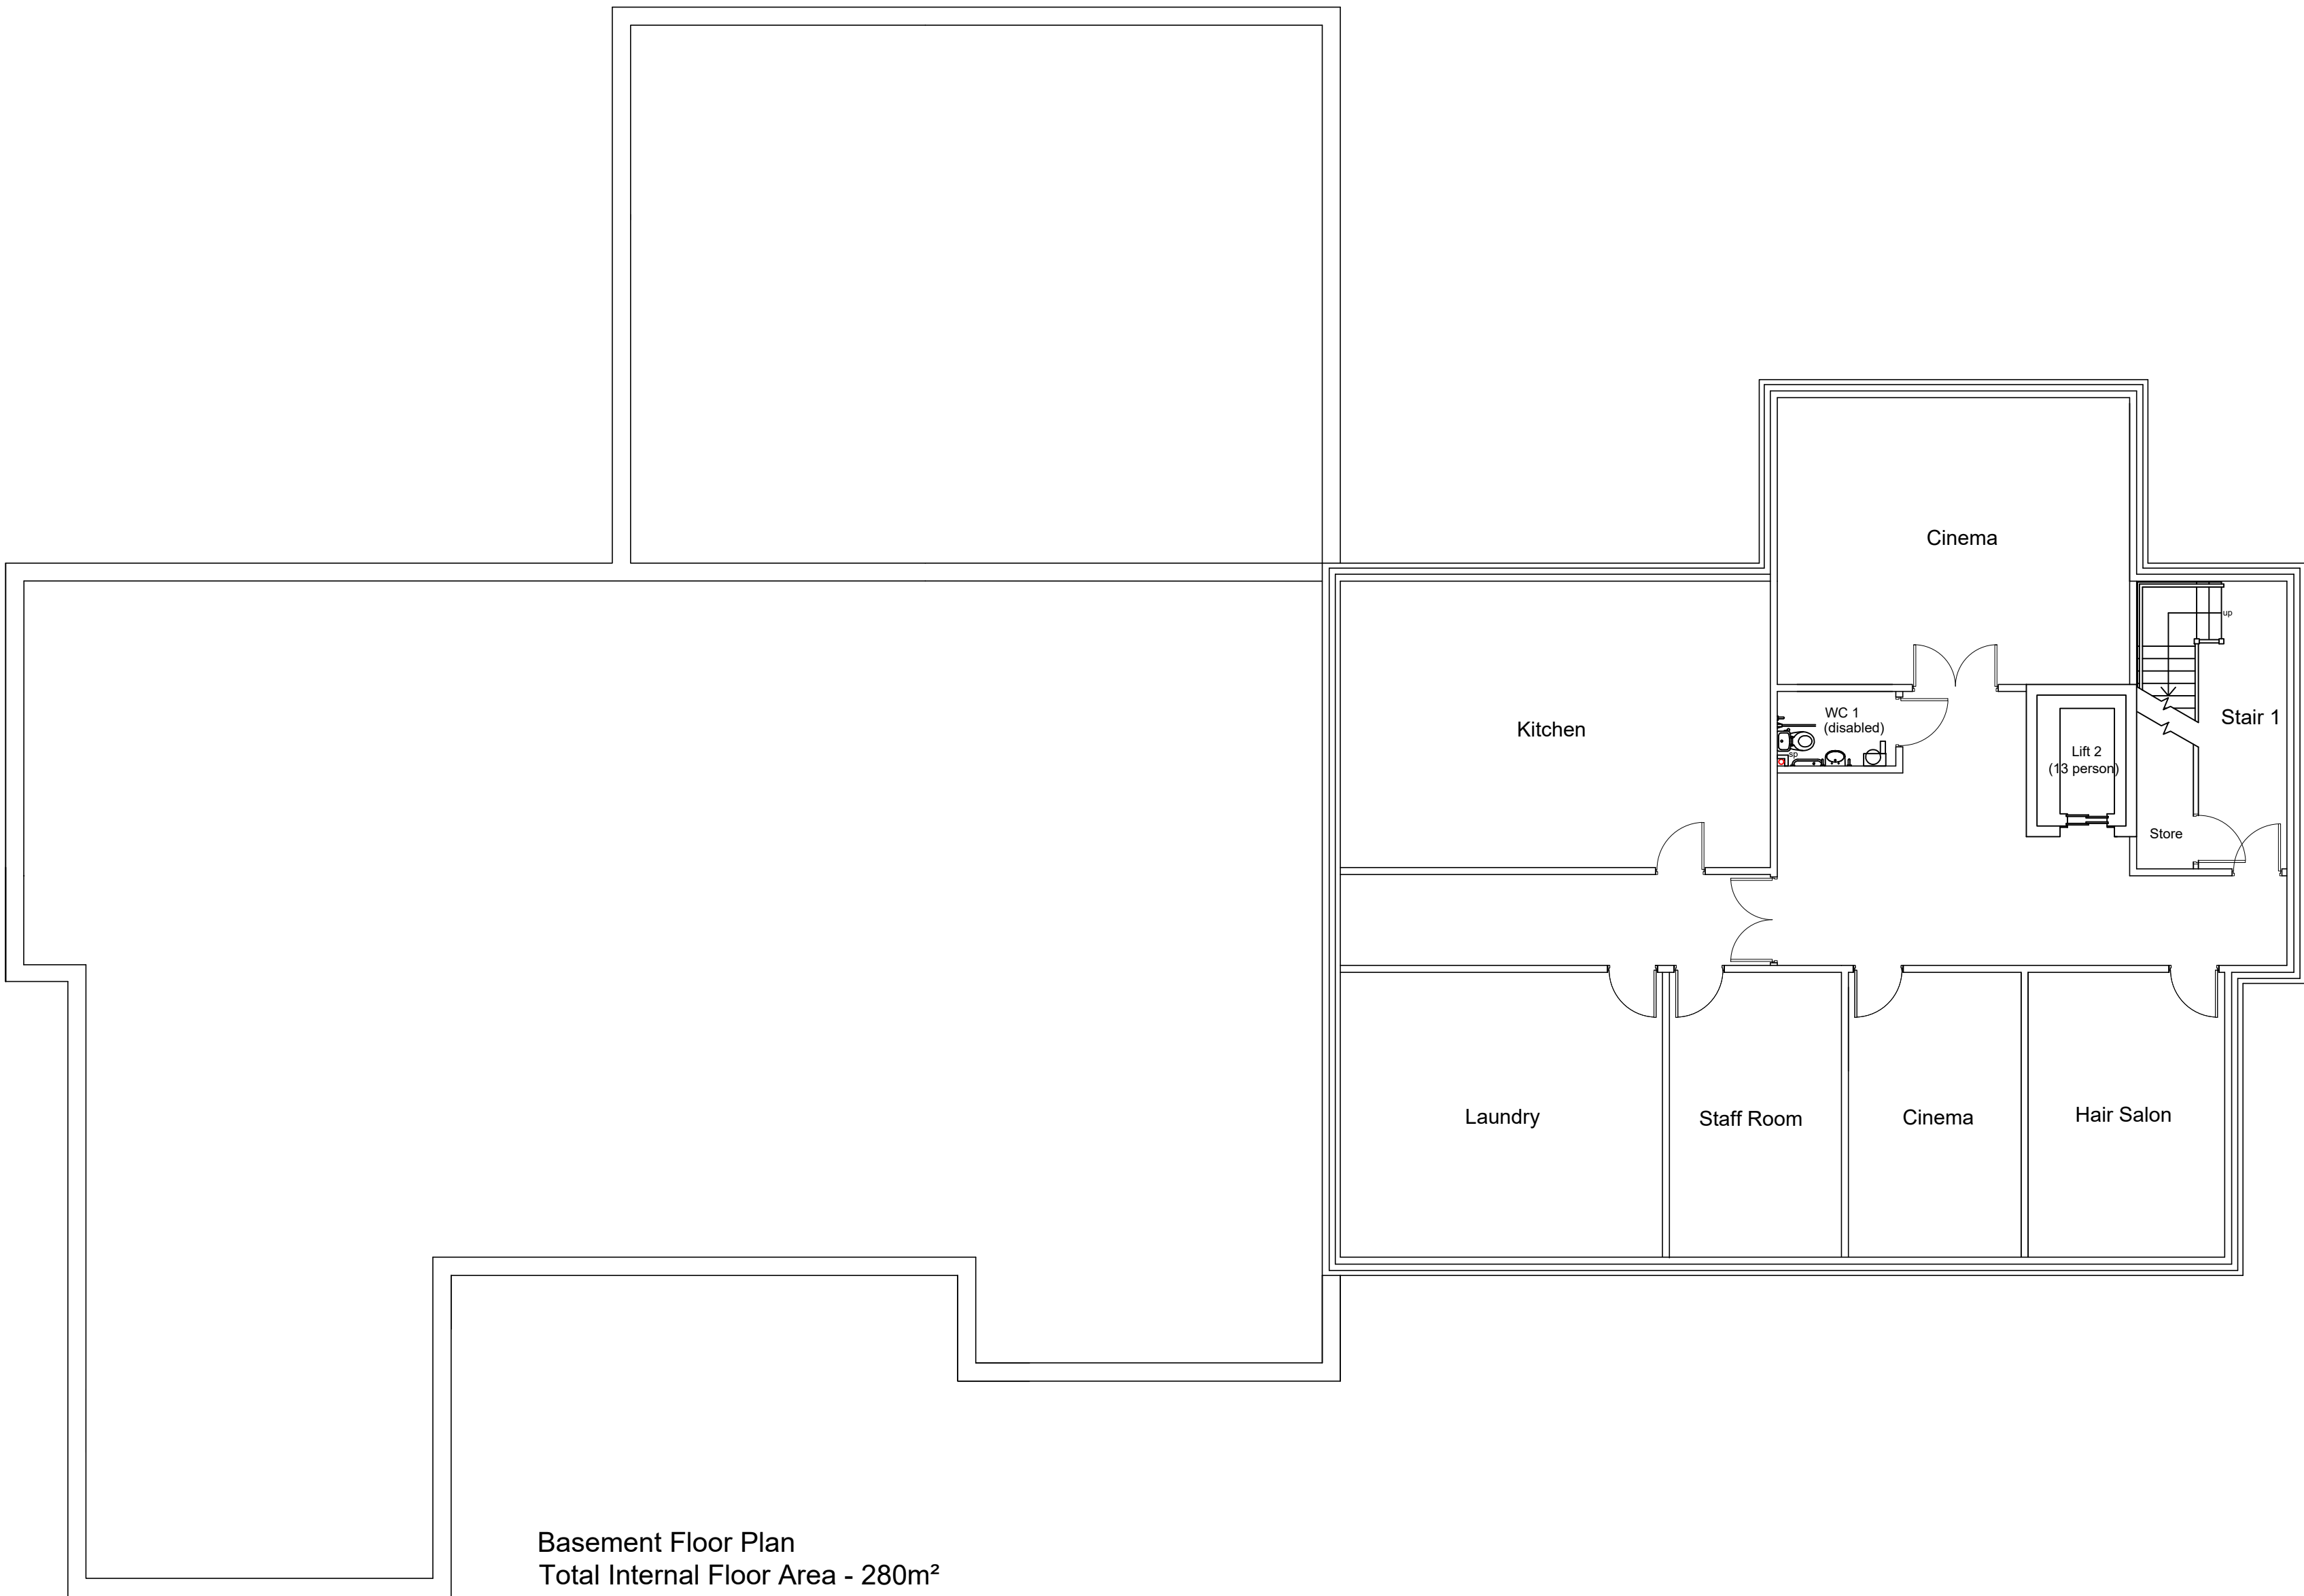 Cinema
up
Kitchen
WC 1
(disabled)
sp
Stair 1
Lift 2
(13 person)
Store
Laundry
Staff Room
Cinema
Hair Salon
Basement Floor Plan
Total Internal Floor Area - 280m²